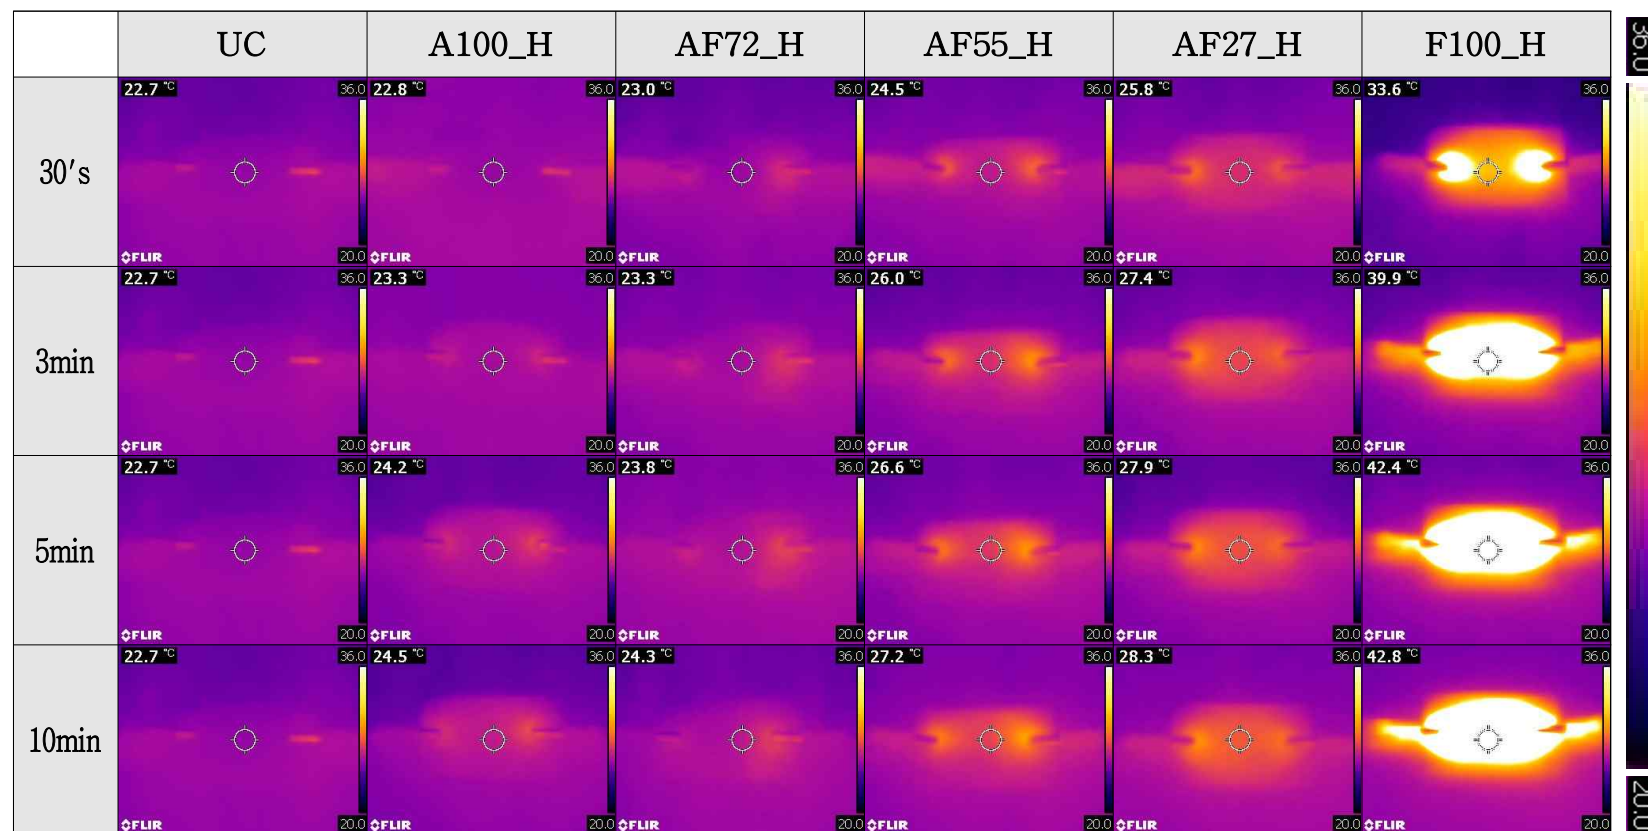 UC A100_H AF72_H AF55_H AF27_H F100_H
30's
22.7 °C 36.0 22.8 °C 36.0 23.0 °C 36.0 24.5 °C 36.0 25.8 °C 36.0 33.6 °C 36.0
FLIR 20.0 FLIR 20.0 FLIR 20.0 FLIR 20.0 FLIR 20.0 FLIR 20.0
3min
22.7 °C 36.0 23.3 °C 36.0 23.3 °C 36.0 26.0 °C 36.0 27.4 °C 36.0 39.9 °C 36.0
FLIR 20.0 FLIR 20.0 FLIR 20.0 FLIR 20.0 FLIR 20.0 FLIR 20.0
5min
22.7 °C 36.0 24.2 °C 36.0 23.8 °C 36.0 26.6 °C 36.0 27.9 °C 36.0 42.4 °C 36.0
FLIR 20.0 FLIR 20.0 FLIR 20.0 FLIR 20.0 FLIR 20.0 FLIR 20.0
10min
22.7 °C 36.0 24.5 °C 36.0 24.3 °C 36.0 27.2 °C 36.0 28.3 °C 36.0 42.8 °C 36.0
FLIR 20.0 FLIR 20.0 FLIR 20.0 FLIR 20.0 FLIR 20.0 FLIR 20.0
36.0
20.0